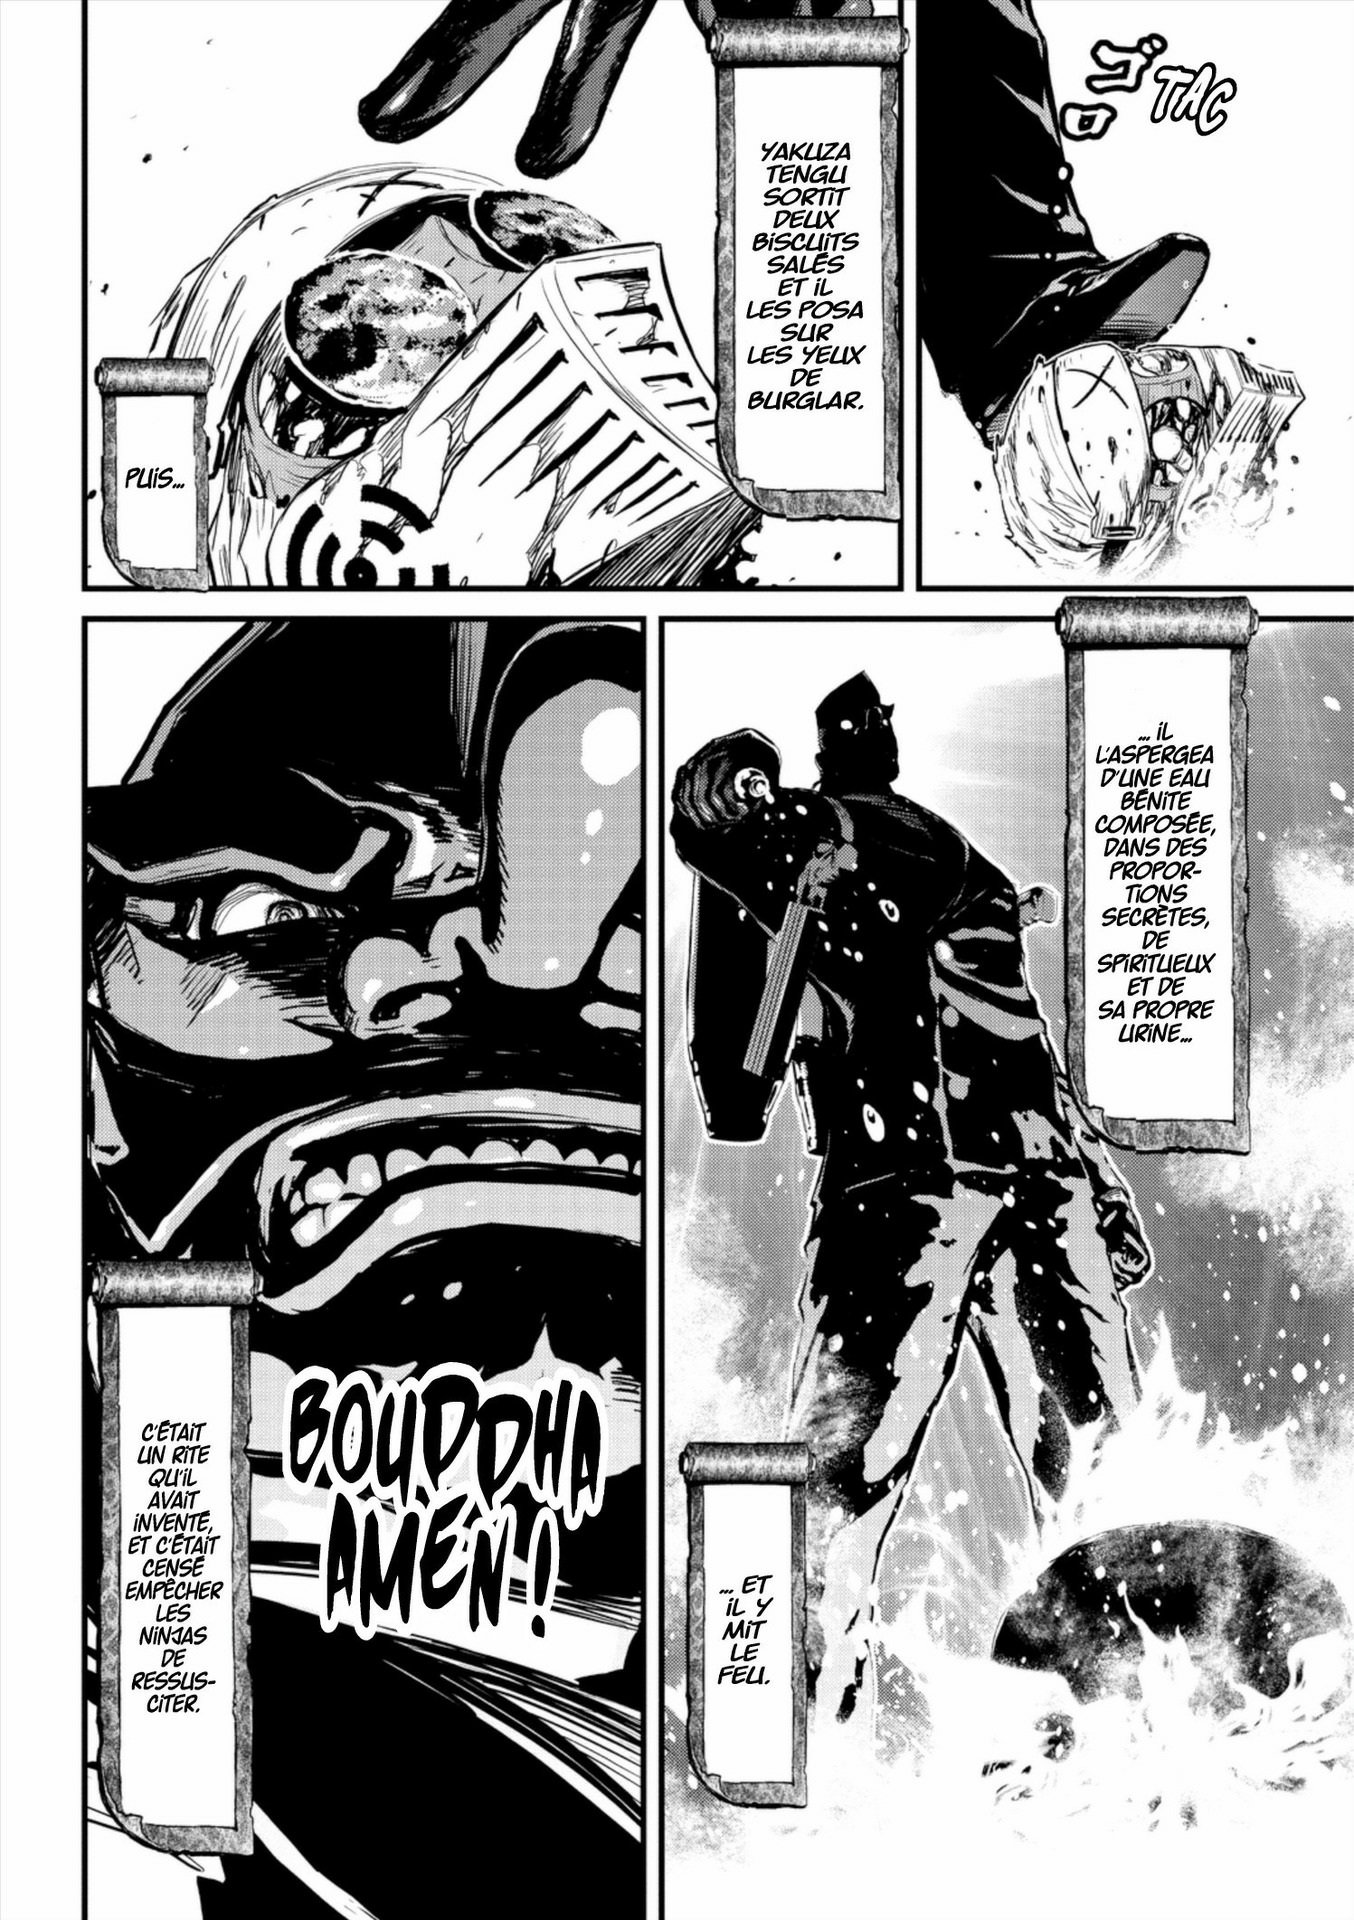 ゴロ
TAC
YAKUZA
TENGU
SORTIT
DEUX
BISCUITS
SALÉS
ET IL
LES POSA
SUR
LES YEUX
DE
BURGLAR.
PUIS...
... IL
L'ASPERGEA
D'UNE EAU
BÉNITE
COMPOSÉE,
DANS DES
PROPOR-
TIONS
SECRÈTES,
DE
SPIRITUEUX
ET DE
SA PROPRE
URINE...
... ET
IL Y
MIT
LE
FEU.
BOUDDHA
AMEN !
C'ÉTAIT
UN RITE
QU'IL
AVAIT
INVENTÉ,
ET C'ÉTAIT
CENSÉ
EMPÊCHER
LES
NINJAS
DE
RESSUS-
CITER.